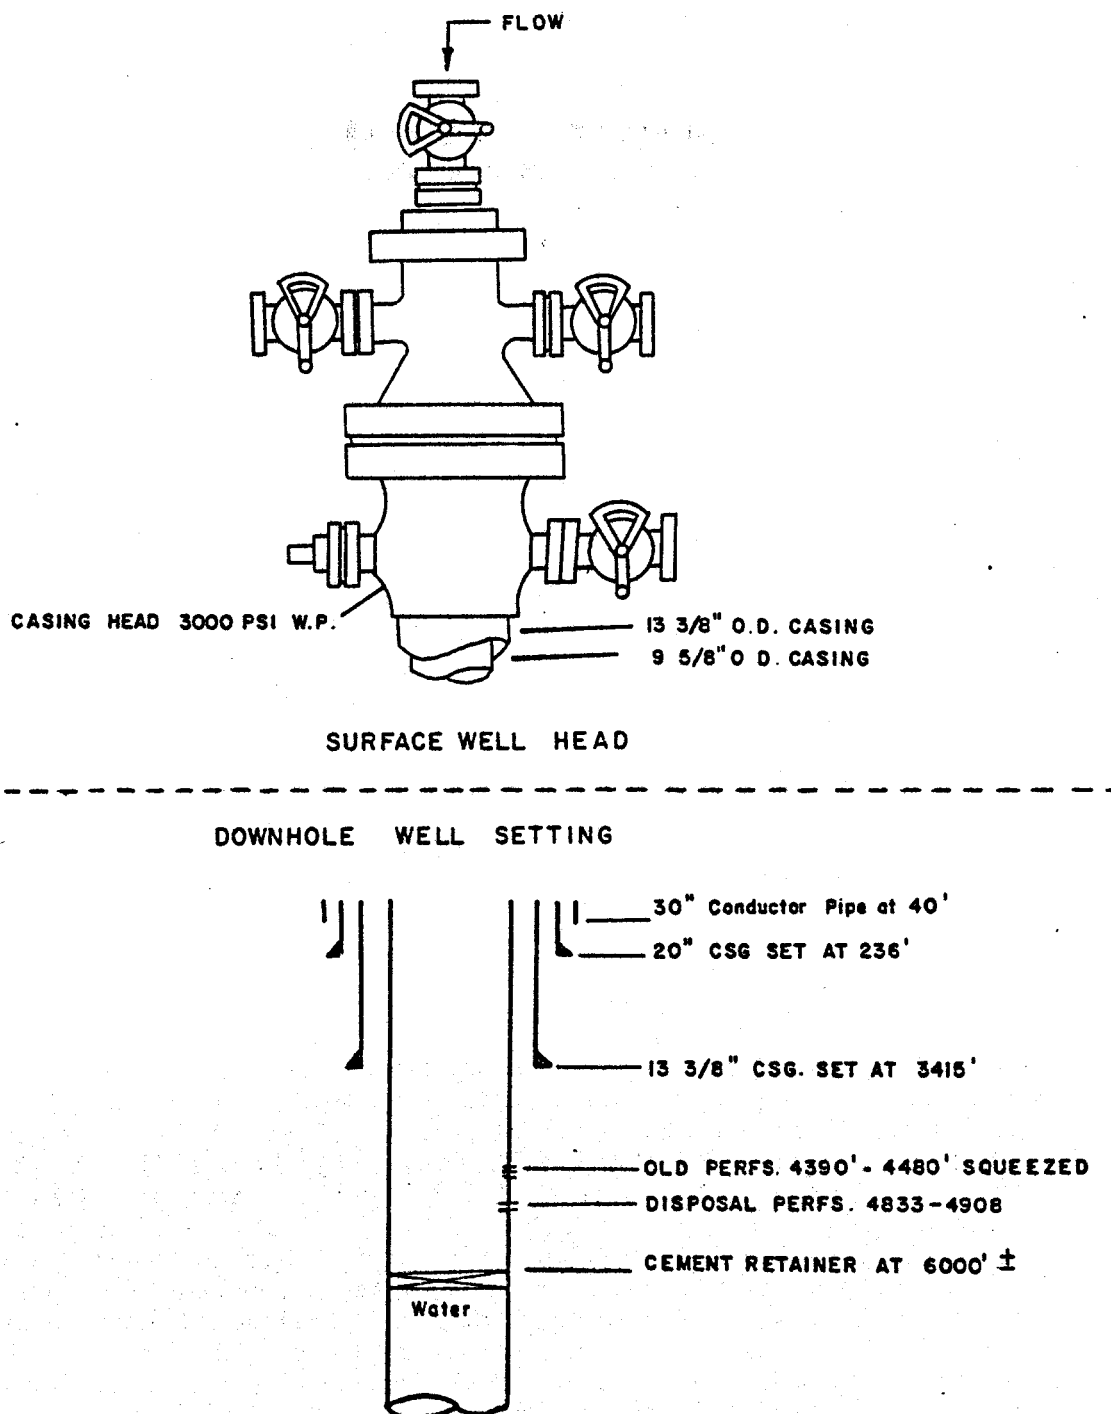 FLOW
CASING HEAD 3000 PSI W.P.
13 3/8" O.D. CASING
9 5/8" O D. CASING
SURFACE WELL HEAD
DOWNHOLE WELL SETTING
30" Conductor Pipe at 40'
20" CSG SET AT 236'
13 3/8" CSG. SET AT 3415'
OLD PERFS. 4390' - 4480' SQUEEZED
DISPOSAL PERFS. 4833-4908
CEMENT RETAINER AT 6000' ±
Water